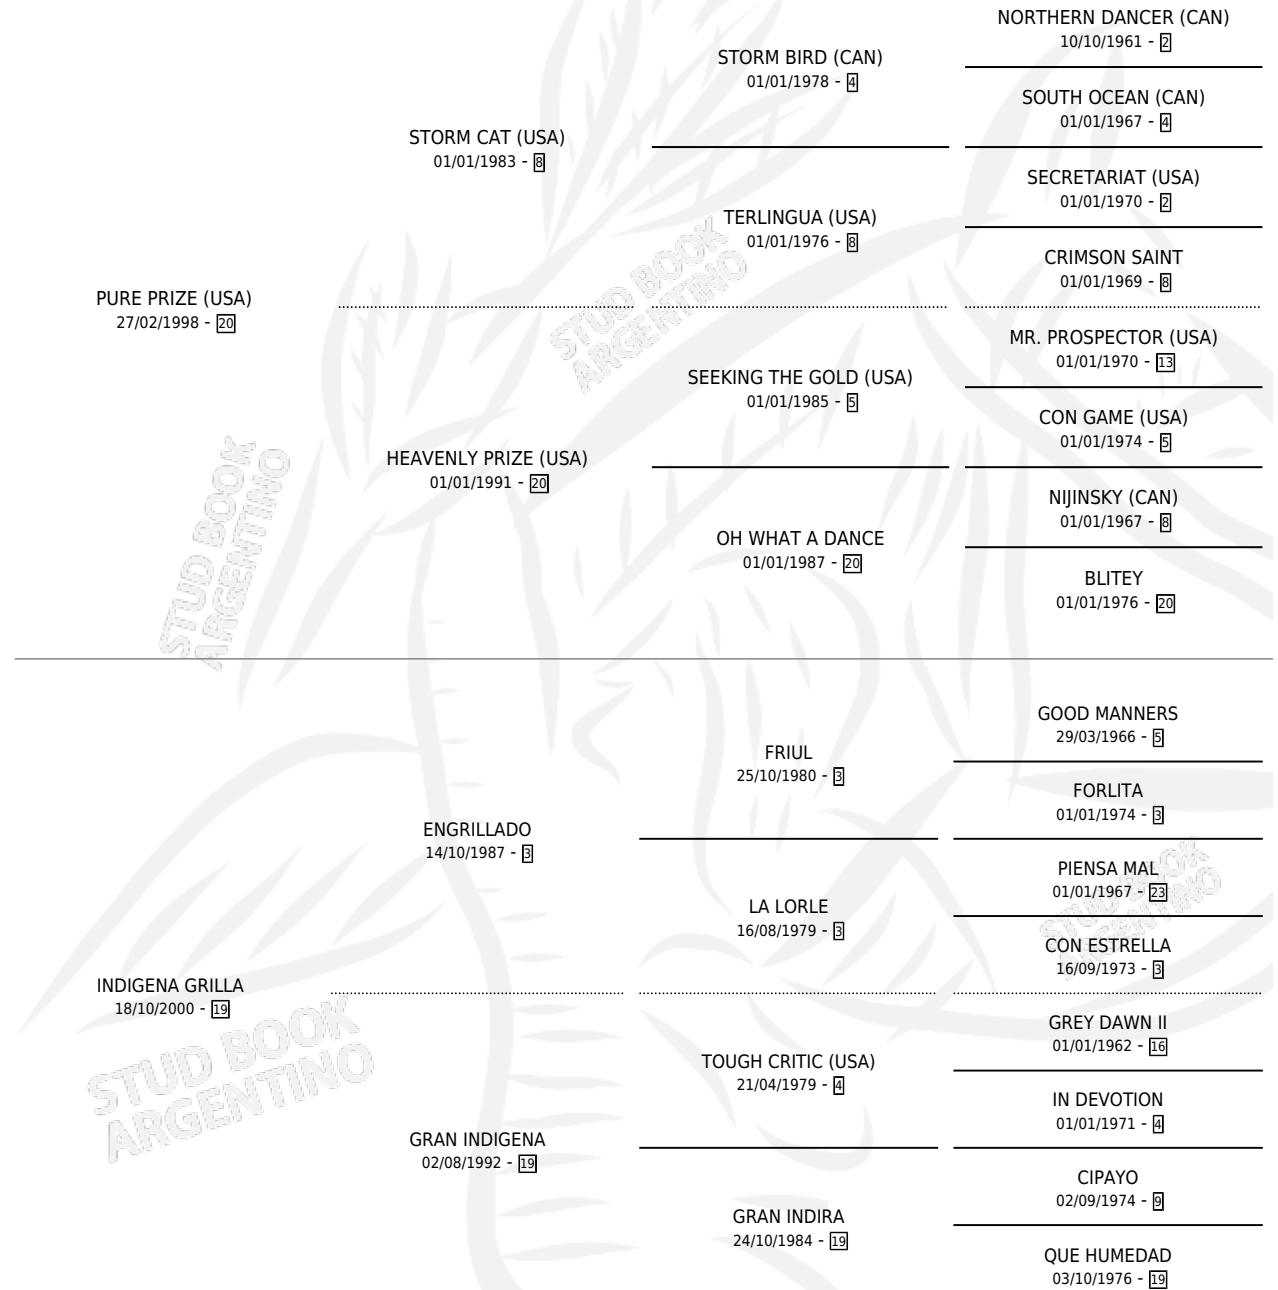 NORTHERN DANCER (CAN)
10/10/1961 - 2
STORM BIRD (CAN)
01/01/1978 - 4
SOUTH OCEAN (CAN)
01/01/1967 - 4
STORM CAT (USA)
01/01/1983 - 8
SECRETARIAT (USA)
01/01/1970 - 2
TERLINGUA (USA)
01/01/1976 - 8
CRIMSON SAINT
01/01/1969 - 8
PURE PRIZE (USA)
27/02/1998 - 20
MR. PROSPECTOR (USA)
01/01/1970 - 13
SEEKING THE GOLD (USA)
01/01/1985 - 5
CON GAME (USA)
01/01/1974 - 5
HEAVENLY PRIZE (USA)
01/01/1991 - 20
NIJINSKY (CAN)
01/01/1967 - 8
OH WHAT A DANCE
01/01/1987 - 20
BLITEY
01/01/1976 - 20
GOOD MANNERS
29/03/1966 - 5
FRIUL
25/10/1980 - 3
FORLITA
01/01/1974 - 3
ENGRILLADO
14/10/1987 - 3
PIENSA MAL
01/01/1967 - 23
LA LORLE
16/08/1979 - 3
CON ESTRELLA
16/09/1973 - 3
INDIGENA GRILLA
18/10/2000 - 19
GREY DAWN II
01/01/1962 - 16
TOUGH CRITIC (USA)
21/04/1979 - 4
IN DEVOTION
01/01/1971 - 4
GRAN INDIGENA
02/08/1992 - 19
CIPAYO
02/09/1974 - 9
GRAN INDIRA
24/10/1984 - 19
QUE HUMEDAD
03/10/1976 - 19
STUD BOOK
ARGENTINO
STUD BOOK
ARGENTINO
STUD BOOK
ARGENTINO
STUD BOOK
ARGENTINO